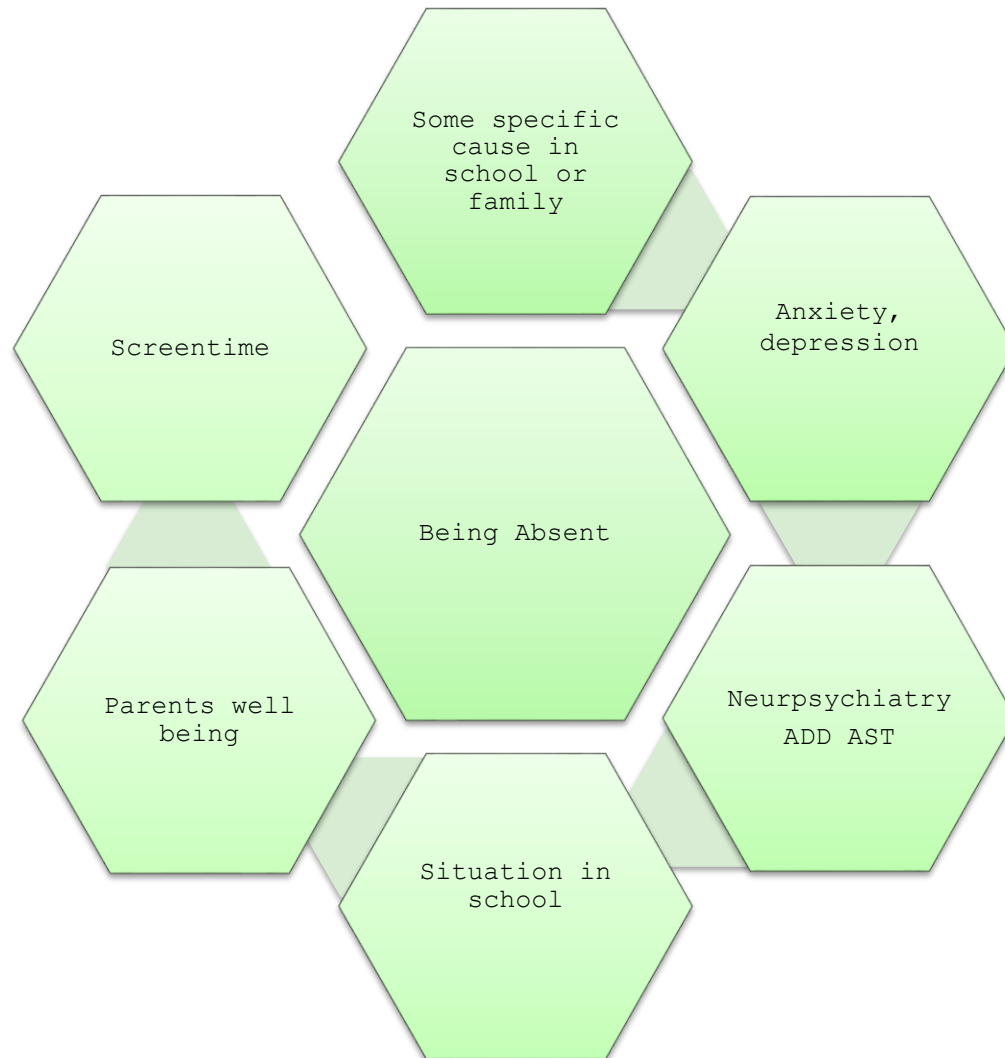 Some specific
cause in
school or
family
Anxiety,
depression
Screentime
Being Absent
Neurpsychiatry
ADD AST
Parents well
being
Situation in
school